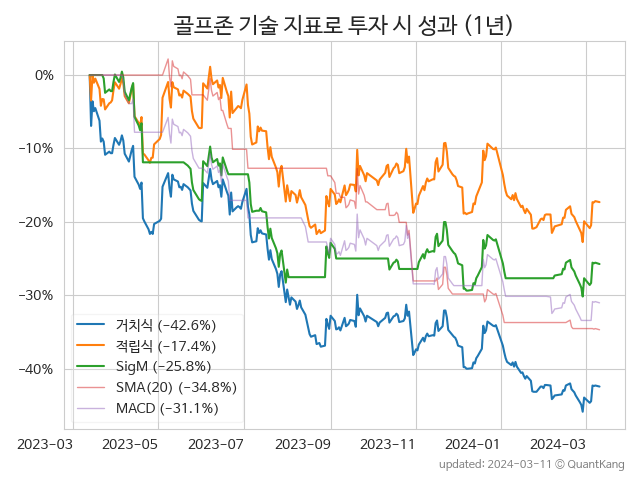 골프존 기술 지표로 투자 시 성과 (1년)
0%
−10%
−20%
−30%
−40%
거치식 (−42.6%)
적립식 (−17.4%)
SigM (−25.8%)
SMA(20) (−34.8%)
MACD (−31.1%)
2023-03 2023-05 2023-07 2023-09 2023-11 2024-01 2024-03
updated: 2024-03-11 © QuantKang